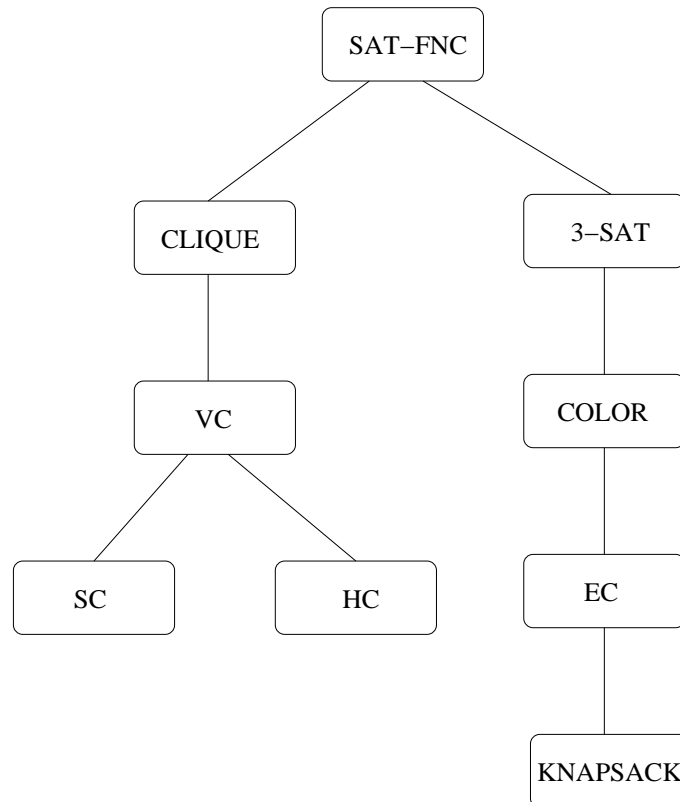 SAT–FNC
CLIQUE
3–SAT
VC
COLOR
SC
HC
EC
KNAPSACK